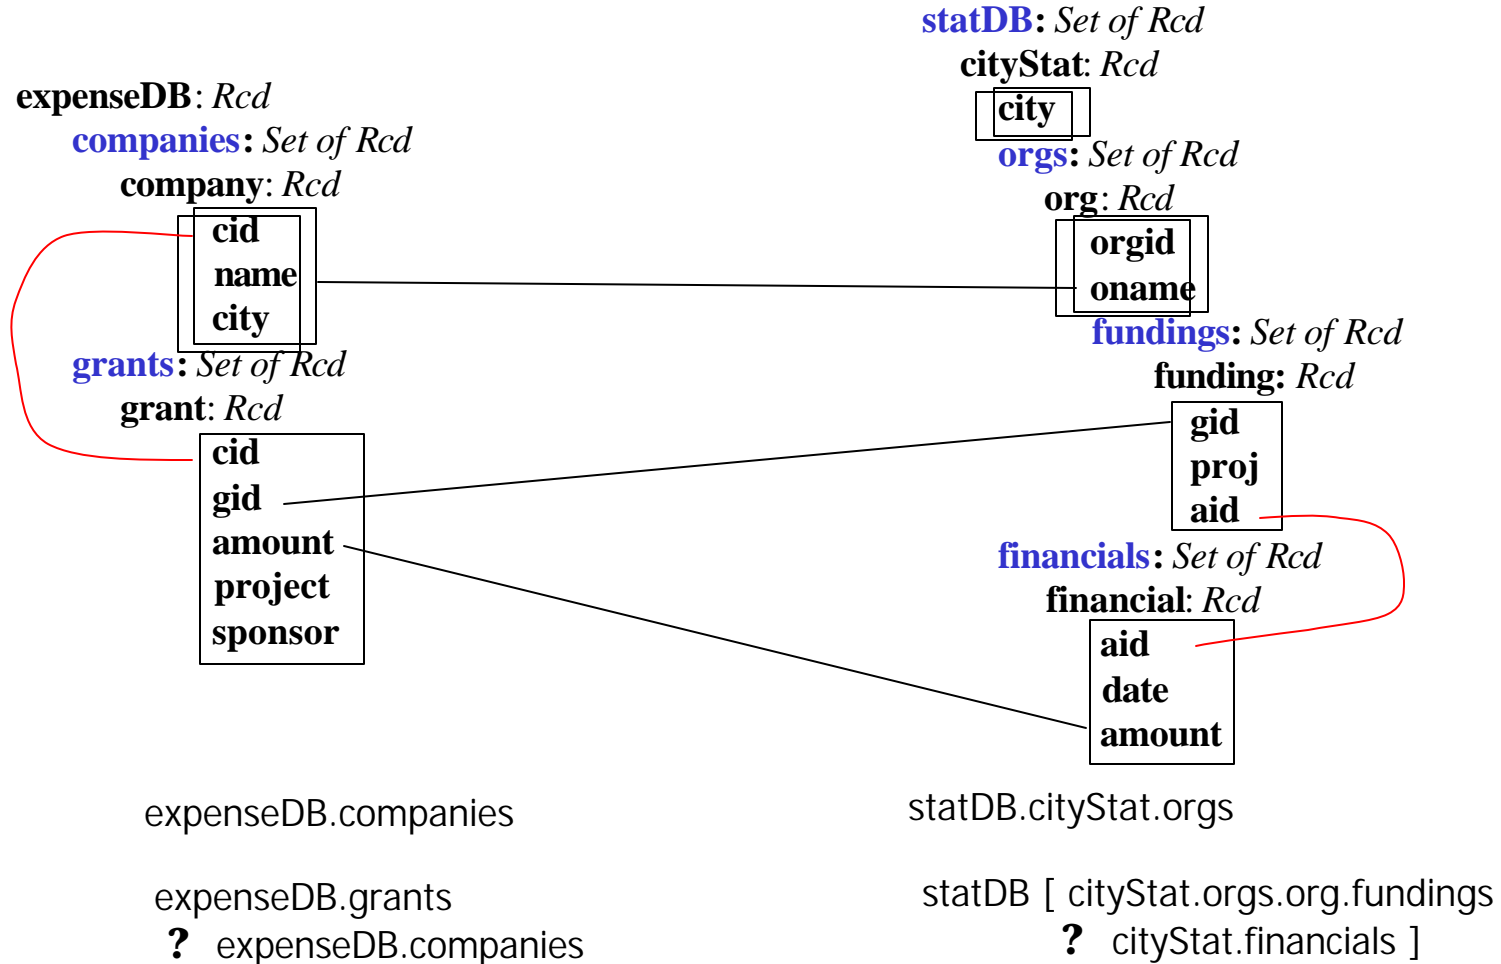 expenseDB: Rcd
companies: Set of Rcd
company: Rcd
cid
name
city
grants: Set of Rcd
grant: Rcd
cid
gid
amount
project
sponsor
statDB: Set of Rcd
cityStat: Rcd
city
orgs: Set of Rcd
org: Rcd
orgid
oname
fundings: Set of Rcd
funding: Rcd
gid
proj
aid
financials: Set of Rcd
financial: Rcd
aid
date
amount
expenseDB.companies
expenseDB.grants
? expenseDB.companies
statDB.cityStat.orgs
statDB [ cityStat.orgs.org.fundings
? cityStat.financials ]